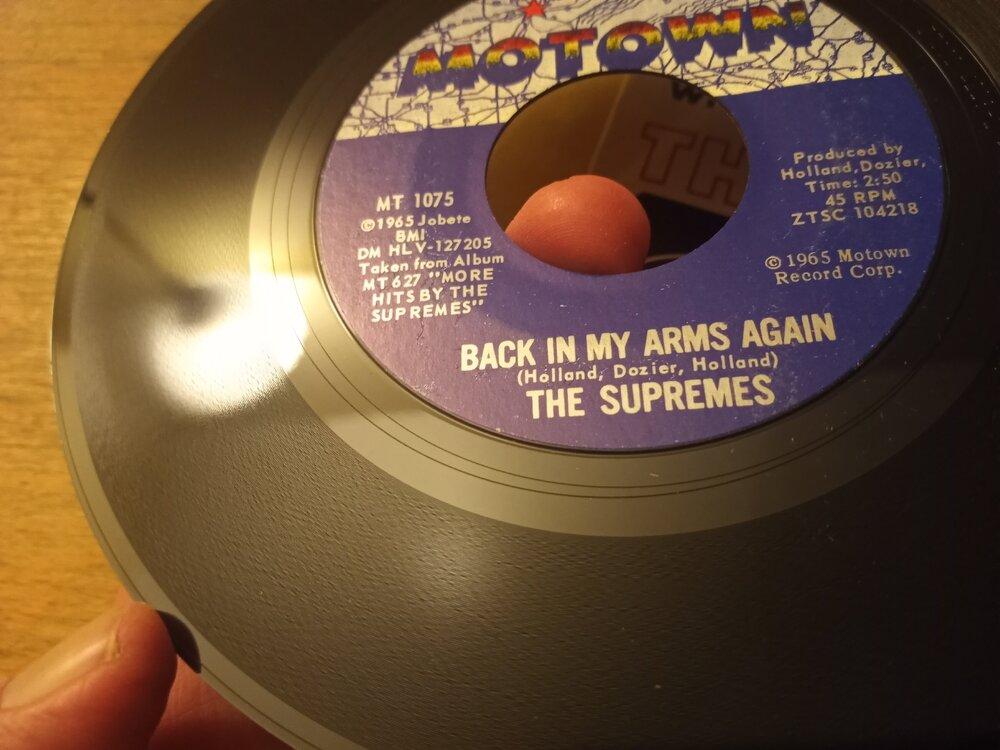 MOTOWN
MT 1075
©1965 Jobete
BMI
DM HLV-127205
Taken from Album
MT 627 "MORE
HITS BY THE
SUPREMES"
Produced by
Holland, Dozier,
Time: 2:50
45 RPM
ZTSC 104218
© 1965 Motown
Record Corp.
BACK IN MY ARMS AGAIN
(Holland, Dozier, Holland)
THE SUPREMES
TH